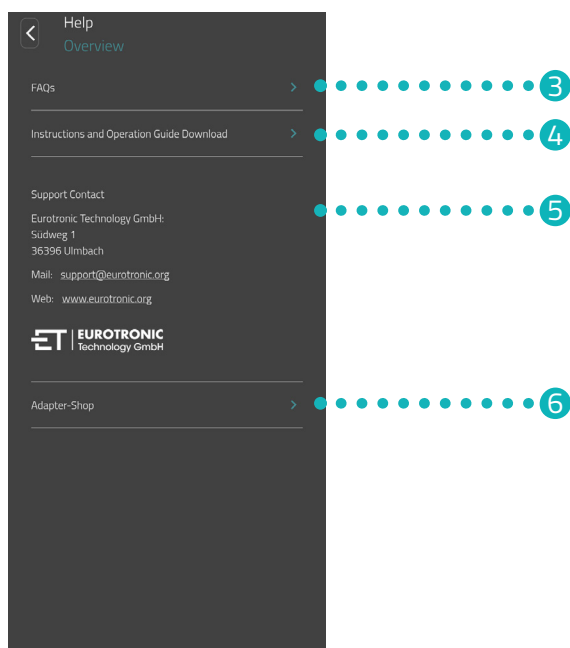 Help
Overview
FAQs
3
Instructions and Operation Guide Download
4
Support Contact
5
Eurotronic Technology GmbH:
Südweg 1
36396 Ulmbach
Mail: support@eurotronic.org
Web: www.eurotronic.org
ET EUROTRONIC
Technology GmbH
Adapter-Shop
6